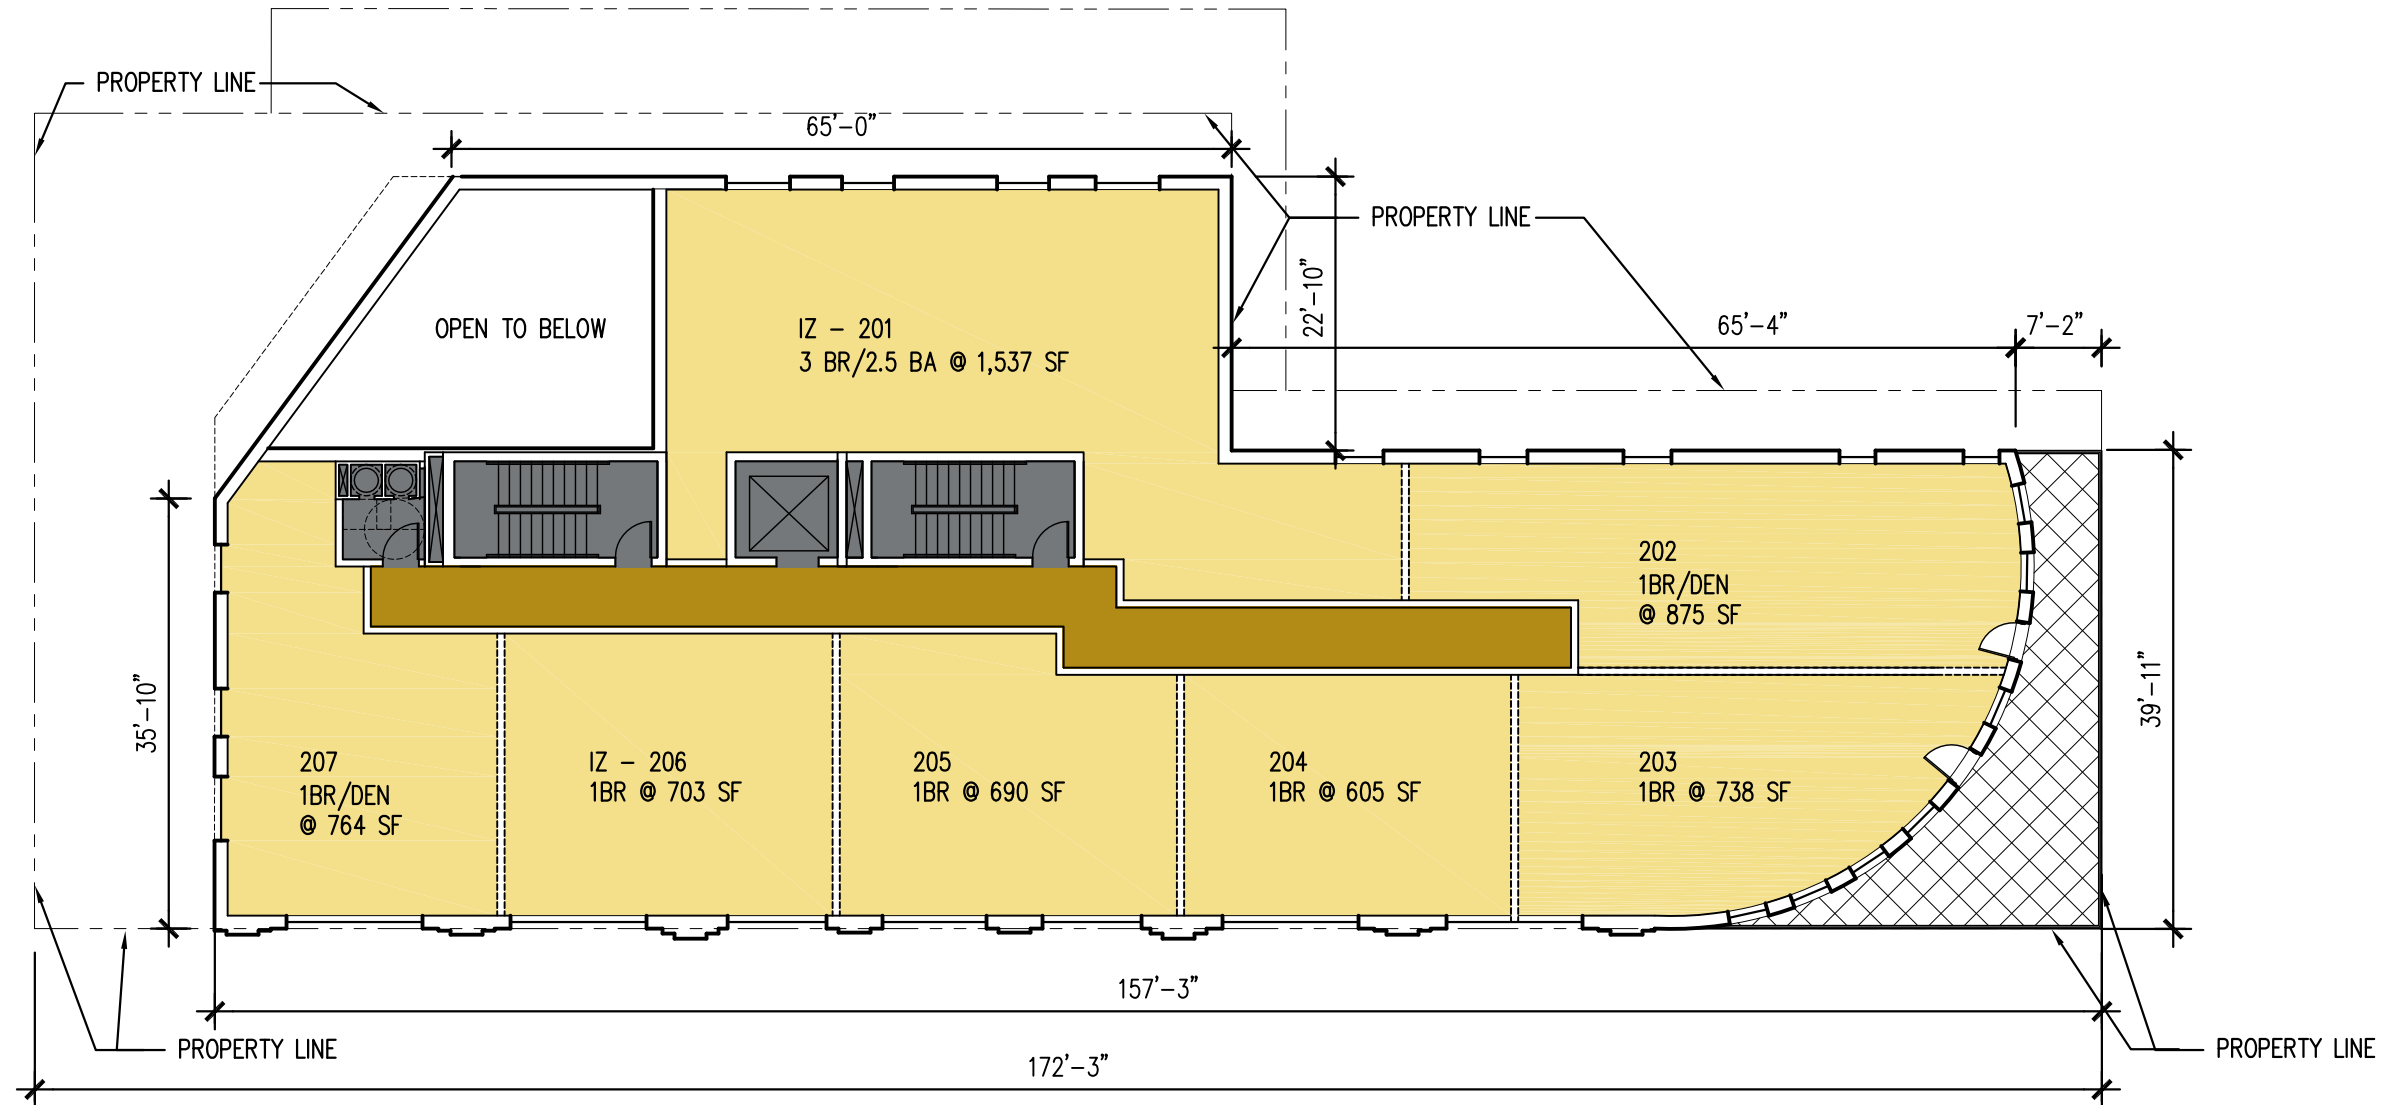 PROPERTY LINE
65'-0"
PROPERTY LINE
22'-10"
OPEN TO BELOW
IZ - 201
3 BR/2.5 BA @ 1,537 SF
65'-4"
7'-2"
202
1BR/DEN
@ 875 SF
35'-10"
39'-11"
207
1BR/DEN
@ 764 SF
IZ - 206
1BR @ 703 SF
205
1BR @ 690 SF
204
1BR @ 605 SF
203
1BR @ 738 SF
157'-3"
PROPERTY LINE
PROPERTY LINE
172'-3"